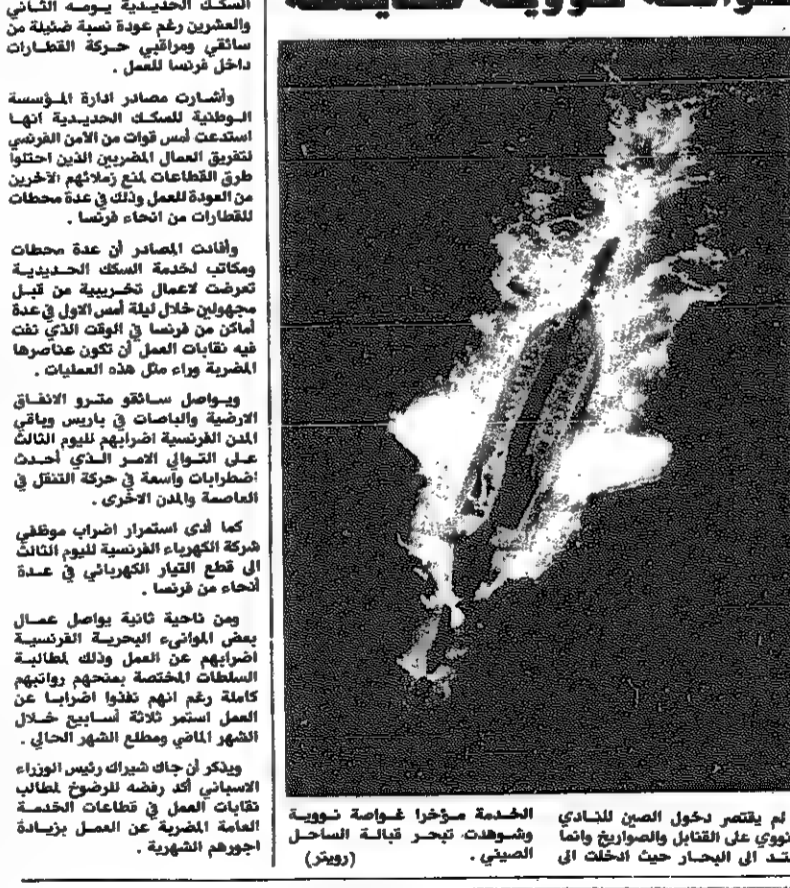 السكك الحديدية يومه الثاني
والعشرين رغم عودة نسبة ضئيلة من
سائقي ومراقبي حركة القطارات
داخل فرنسا للعمل .
وأشارت مصادر ادارة المؤسسة
الوطنية للسكك الحديدية انها
استدعت أمس قوات من الأمن الفرنسي
لتفريق العمال المضربين الذين احتلوا
طرق القطاعات لمنع زملائهم الآخرين
من العودة للعمل وذلك في عدة محطات
للقطارات من انحاء فرنسا .
وأفادت المصادر أن عدة محطات
ومكاتب لخدمة السكك الحديدية
تعرضت لاعمال تخريبية من قبل
مجهولين خلال ليلة أمس الاول في عدة
أماكن من فرنسا في الوقت الذي نفت
فيه نقابات العمل أن تكون عناصرها
المضربة وراء مثل هذه العمليات .
ويواصل سائقو مترو الانفاق
الارضية والباصات في باريس وباقي
المدن الفرنسية اضرابهم لليوم الثالث
على التوالي الامر الذي أحدث
اضطرابات واسعة في حركة التنقل في
العاصمة والمدن الاخرى .
كما أدى استمرار اضراب موظفي
شركة الكهرباء الفرنسية لليوم الثالث
الى قطع التيار الكهربائي في عدة
أنحاء من فرنسا .
ومن ناحية ثانية يواصل عمال
بعض الموانىء البحرية الفرنسية
اضرابهم عن العمل وذلك لمطالبة
السلطات المختصة بمنحهم رواتبهم
كاملة رغم انهم نفذوا اضرابا عن
العمل استمر ثلاثة أسابيع خلال
الشهر الماضي ومطلع الشهر الحالي .
ويذكر أن جاك شيراك رئيس الوزراء
الاسباني أكد رفضه للرضوخ لمطالب
نقابات العمل في قطاعات الخدمة
العامة المضربة عن العمل بزيادة
اجورهم الشهرية .
لم يقتصر دخول الصين للنادي
نووي على القنابل والصواريخ وانما
تد الى البحار حيث ادخلت الى
الخدمة مؤخرا غواصة نووية
وشوهدت تبحر قبالة الساحل
الصيني . (رويتر)